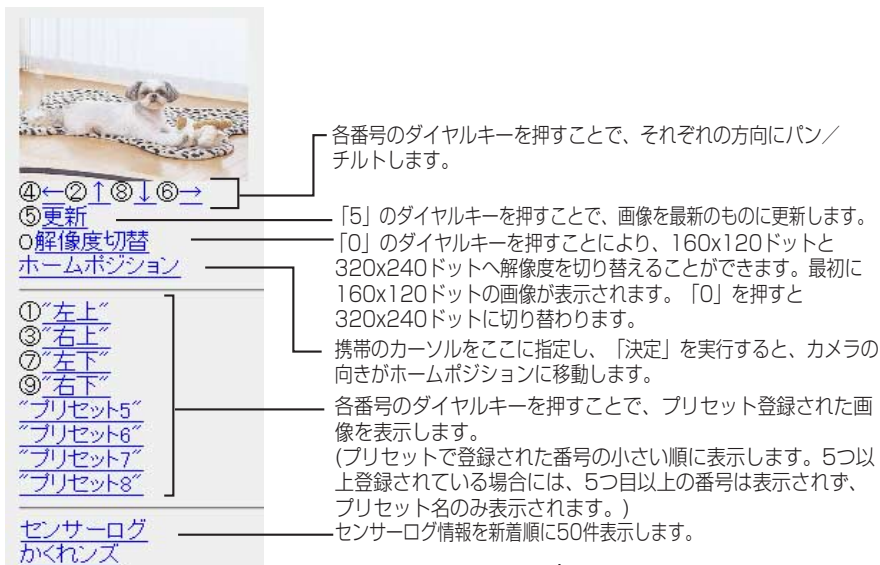 ④←②↑⑧↓⑥→
⑤更新
0解像度切替
ホームポジション
①"左上"
③"右上"
⑦"左下"
⑨"右下"
"プリセット5"
"プリセット6"
"プリセット7"
"プリセット8"
センサーログ
かくれンズ
各番号のダイヤルキーを押すことで、それぞれの方向にパン／
チルトします。
「5」のダイヤルキーを押すことで、画像を最新のものに更新します。
「0」のダイヤルキーを押すことにより、160x120ドットと
320x240ドットへ解像度を切り替えることができます。最初に
160x120ドットの画像が表示されます。「0」を押すと
320x240ドットに切り替わります。
携帯のカーソルをここに指定し、「決定」を実行すると、カメラの
向きがホームポジションに移動します。
各番号のダイヤルキーを押すことで、プリセット登録された画
像を表示します。
(プリセットで登録された番号の小さい順に表示します。5つ以
上登録されている場合には、5つ目以上の番号は表示されず、
プリセット名のみ表示されます。)
センサーログ情報を新着順に50件表示します。